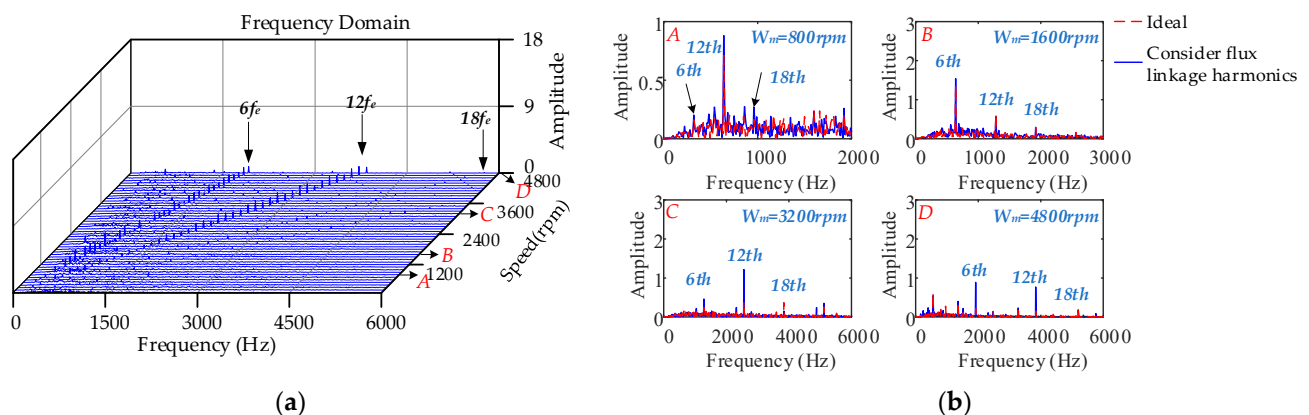 Frequency Domain
18
9
0
Amplitude
6fₑ
12fₑ
18fₑ
4800
3600
2400
1200
D
C
B
A
Speed(rpm)
0
1500
3000
4500
6000
Frequency (Hz)
(a)
A
Wₘ=800rpm
12th
6th
18th
1
0.5
0
Amplitude
0
1000
2000
Frequency (Hz)
B
Wₘ=1600rpm
6th
12th
18th
3
2
1
0
Amplitude
0
1000
2000
3000
Frequency (Hz)
Ideal
Consider flux
linkage harmonics
C
Wₘ=3200rpm
6th
12th
18th
3
2
1
0
Amplitude
0
2000
4000
6000
Frequency (Hz)
D
Wₘ=4800rpm
6th
12th
18th
3
2
1
0
Amplitude
0
2000
4000
6000
Frequency (Hz)
(b)